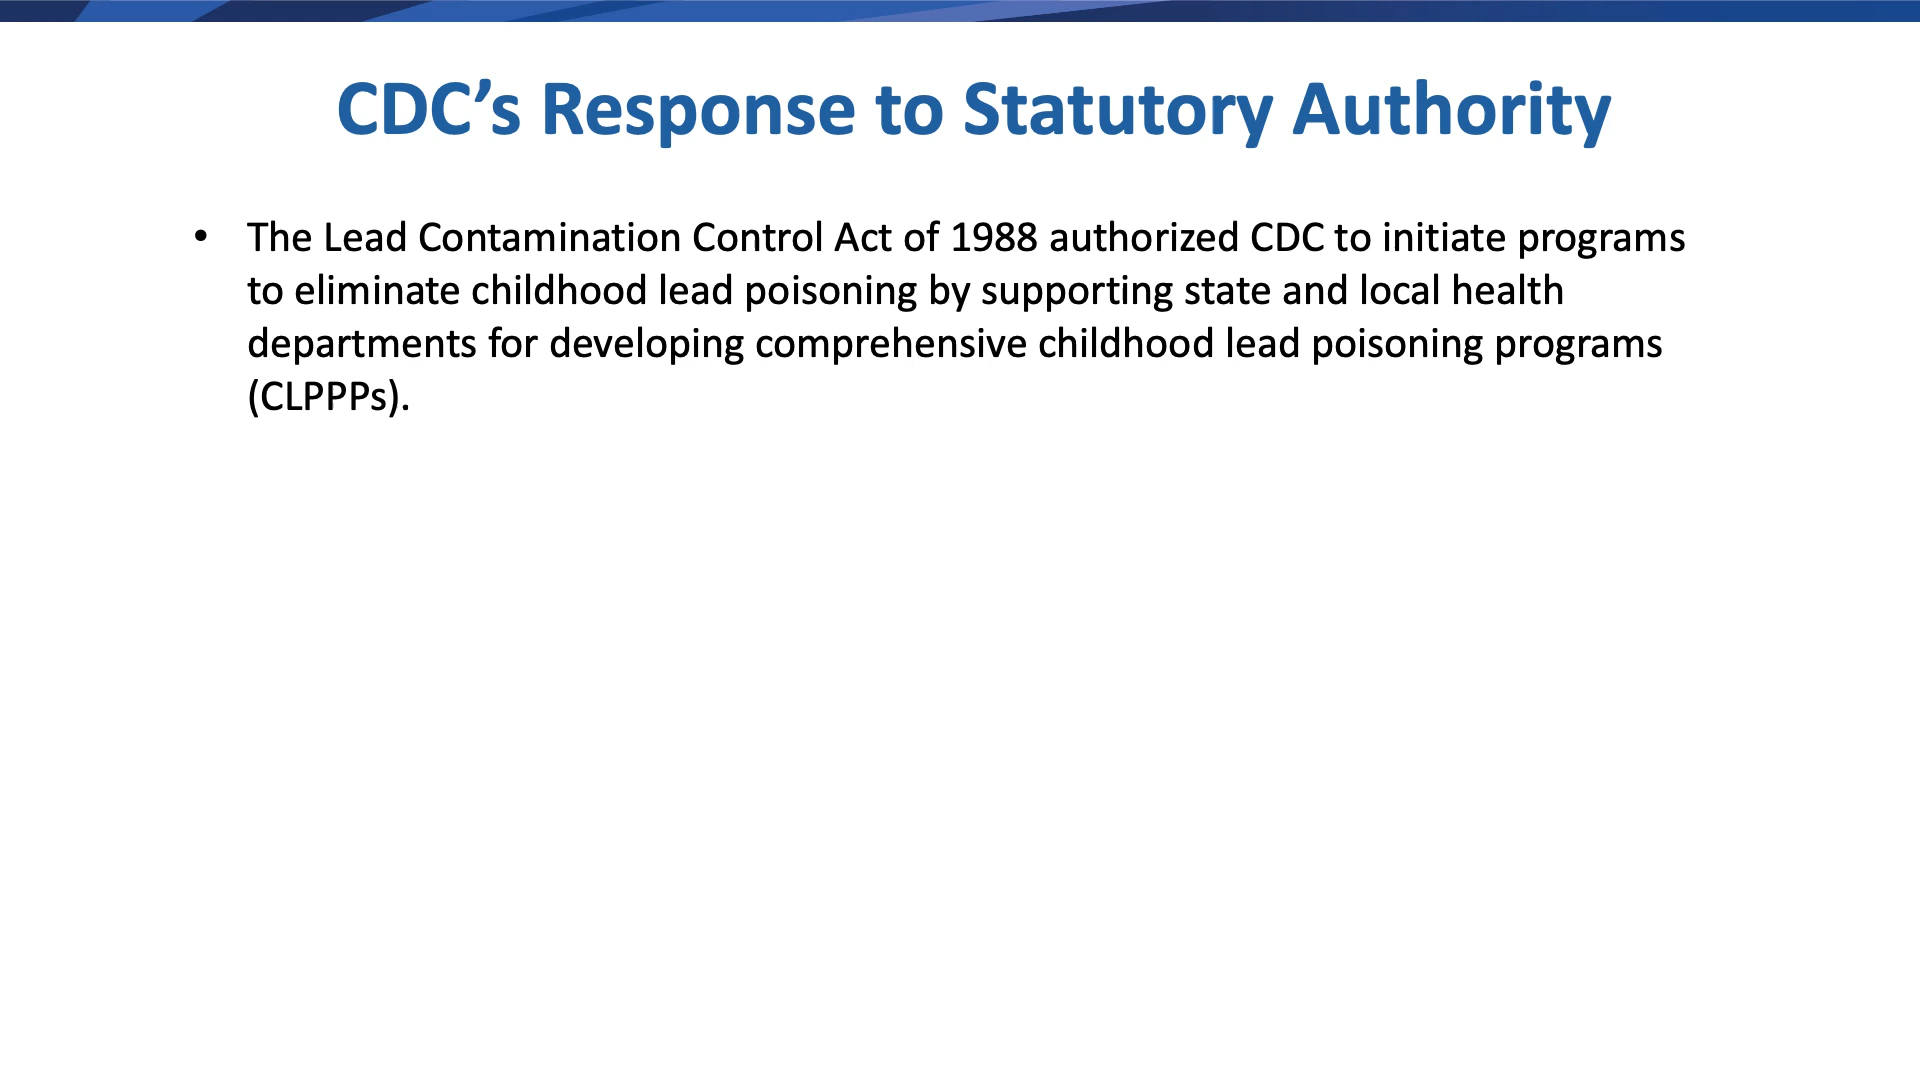 CDC’s Response to Statutory Authority
• The Lead Contamination Control Act of 1988 authorized CDC to initiate programs
to eliminate childhood lead poisoning by supporting state and local health
departments for developing comprehensive childhood lead poisoning programs
(CLPPPs).